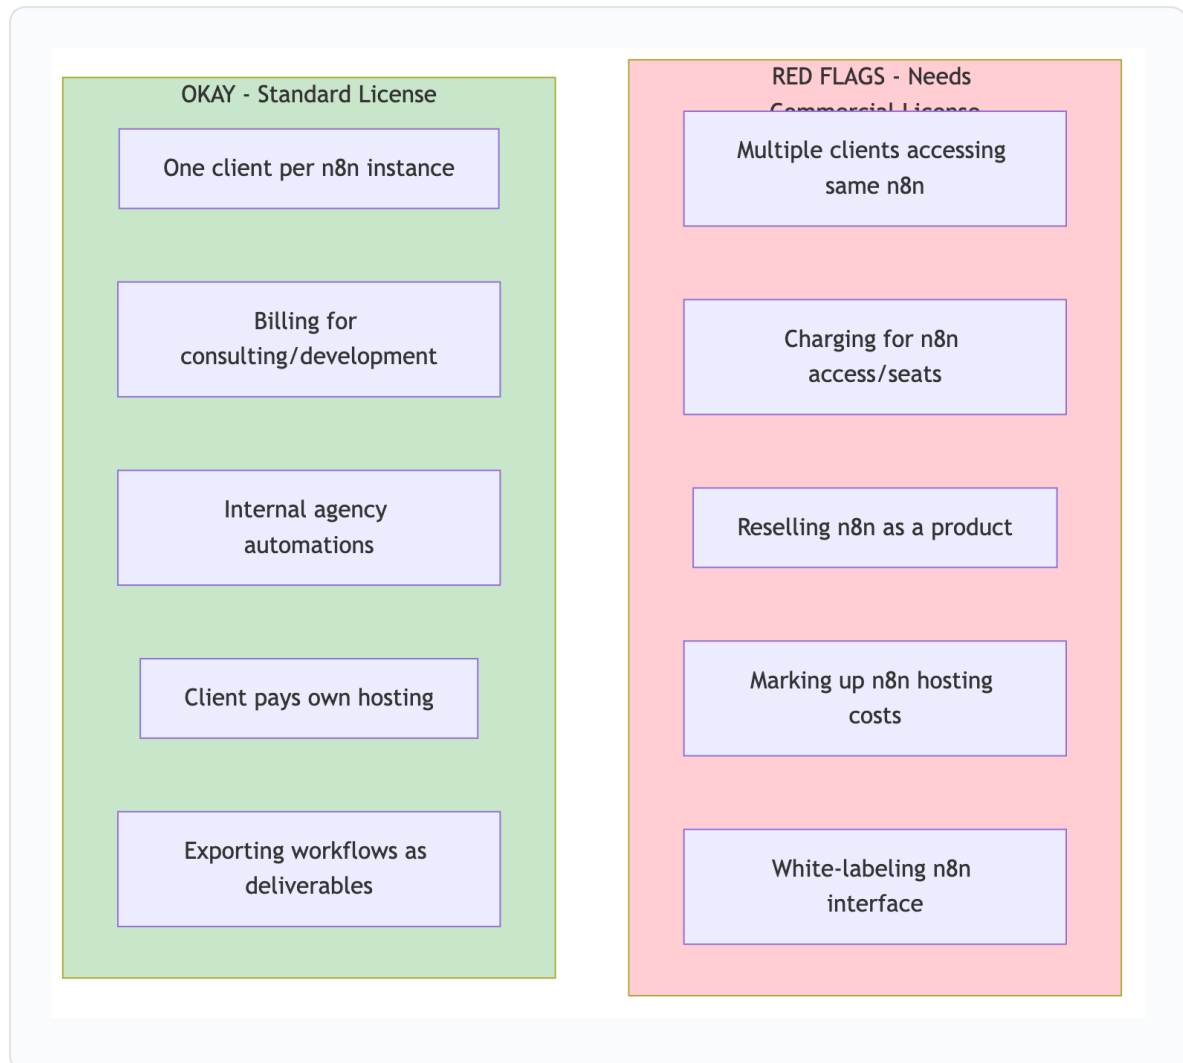 OKAY - Standard License
One client per n8n instance
Billing for
consulting/development
Internal agency
automations
Client pays own hosting
Exporting workflows as
deliverables
RED FLAGS - Needs
Commercial License
Multiple clients accessing
same n8n
Charging for n8n
access/seats
Reselling n8n as a product
Marking up n8n hosting
costs
White-labeling n8n
interface